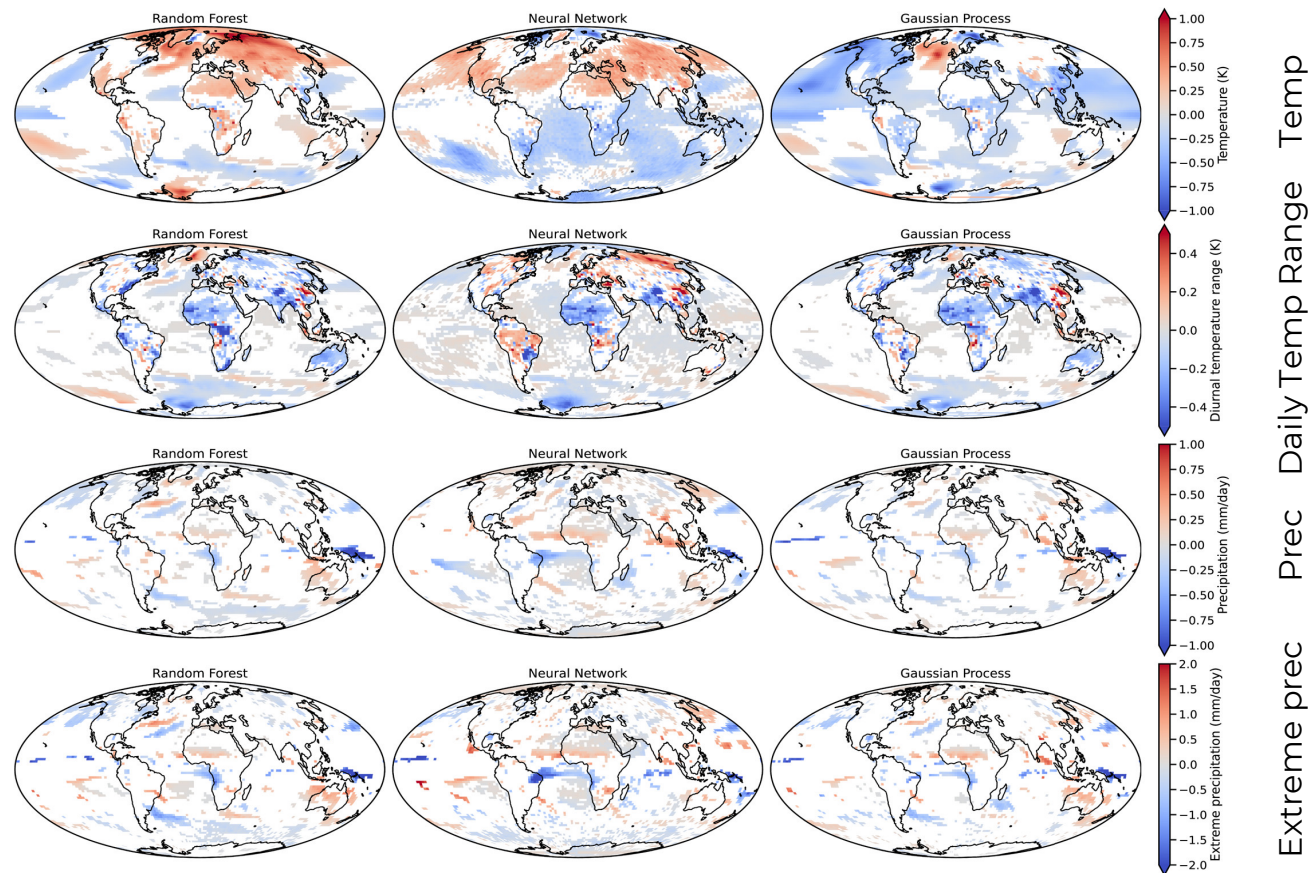 Random Forest
Neural Network
Gaussian Process
1.00
0.75
0.50
0.25
0.00
−0.25
−0.50
−0.75
−1.00
Temperature (K)
Temp
Random Forest
Neural Network
Gaussian Process
0.4
0.2
−0.0
−0.2
−0.4
Diurnal temperature range (K)
Daily Temp Range
Random Forest
Neural Network
Gaussian Process
1.00
0.75
0.50
0.25
−0.00
−0.25
−0.50
−0.75
−1.00
Precipitation (mm/day)
Prec
Random Forest
Neural Network
Gaussian Process
2.0
1.5
1.0
0.5
−0.0
−0.5
−1.0
−1.5
−2.0
Extreme precipitation (mm/day)
Extreme prec